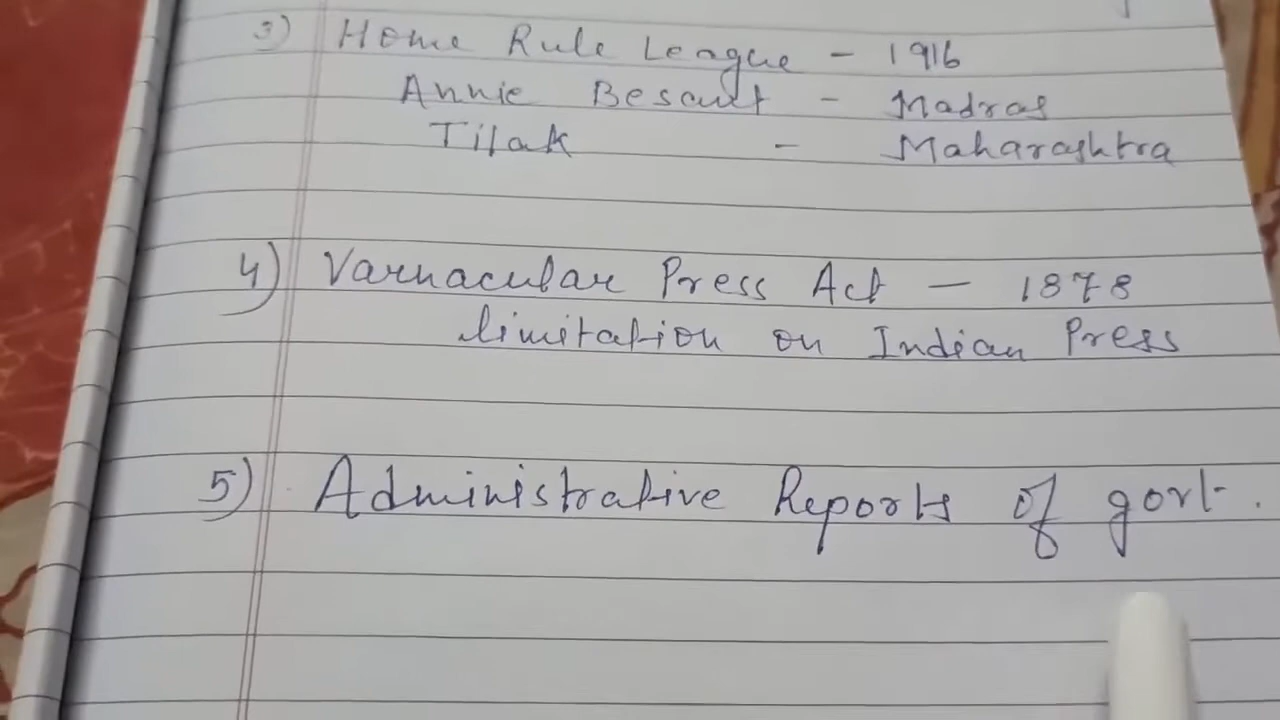 3) Home Rule League - 1916
Annie Besant - Madras
Tilak - Maharashtra
4) Varnacular Press Act - 1878
limitation on Indian Press
5) Administrative Reports of govt.